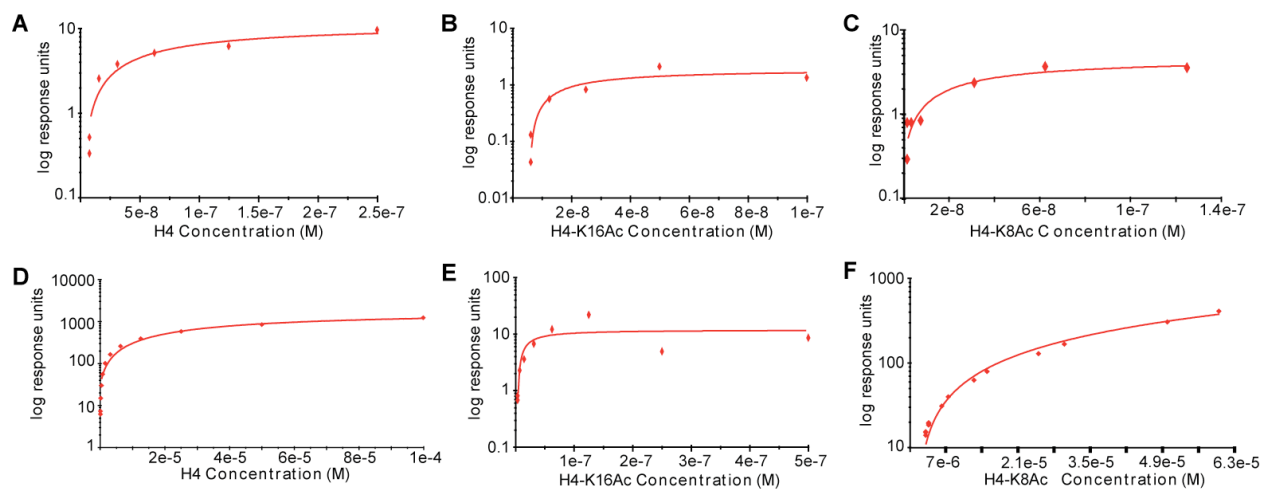 A
log response units
10
1
0.1
5e-8 1e-7 1.5e-7 2e-7 2.5e-7
H4 Concentration (M)
B
log response units
10
1
0.1
0.01
2e-8 4e-8 6e-8 8e-8 1e-7
H4-K16Ac Concentration (M)
C
log response units
10
1
0.1
2e-8 6e-8 1e-7 1.4e-7
H4-K8Ac C oncentration (M)
D
log response units
10000
1000
100
10
1
2e-5 4e-5 6e-5 8e-5 1e-4
H4 Concentration (M)
E
log response units
100
10
1
0.1
1e-7 2e-7 3e-7 4e-7 5e-7
H4-K16Ac Concentration (M)
F
log response units
1000
100
10
7e-6 2.1e-5 3.5e-5 4.9e-5 6.3e-5
H4-K8Ac Concentration (M)